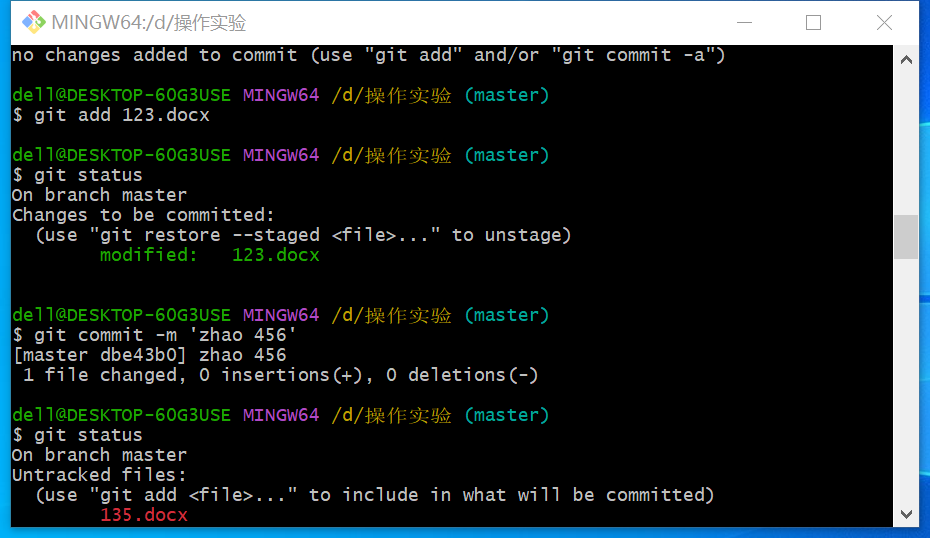 MINGW64:/d/操作实验
no changes added to commit (use "git add" and/or "git commit -a")
dell@DESKTOP-60G3USE MINGW64 /d/操作实验 (master)
$ git add 123.docx
dell@DESKTOP-60G3USE MINGW64 /d/操作实验 (master)
$ git status
On branch master
Changes to be committed:
  (use "git restore --staged <file>..." to unstage)
        modified:   123.docx
dell@DESKTOP-60G3USE MINGW64 /d/操作实验 (master)
$ git commit -m 'zhao 456'
[master dbe43b0] zhao 456
 1 file changed, 0 insertions(+), 0 deletions(-)
dell@DESKTOP-60G3USE MINGW64 /d/操作实验 (master)
$ git status
On branch master
Untracked files:
  (use "git add <file>..." to include in what will be committed)
        135.docx